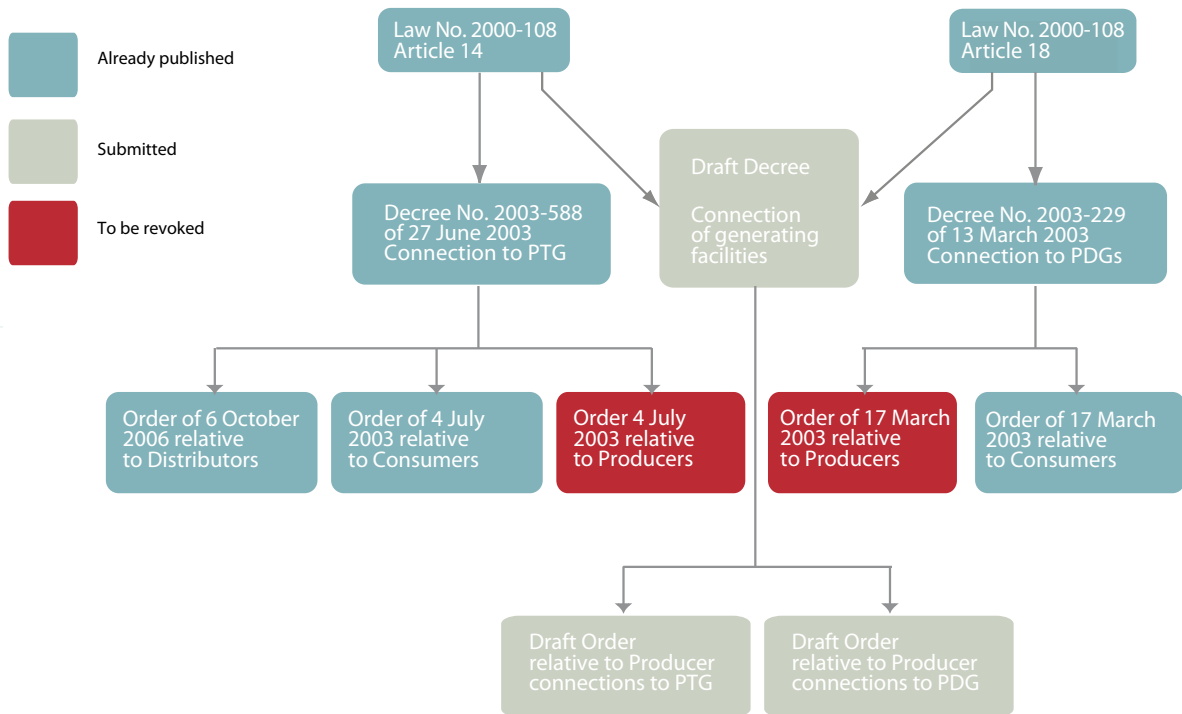 Already published
Submitted
To be revoked
Law No. 2000-108
Article 14
Law No. 2000-108
Article 18
Draft Decree
Connection
of generating
facilities
Decree No. 2003-588
of 27 June 2003
Connection to PTG
Decree No. 2003-229
of 13 March 2003
Connection to PDGs
Order of 6 October
2006 relative
to Distributors
Order of 4 July
2003 relative
to Consumers
Order 4 July
2003 relative
to Producers
Order of 17 March
2003 relative
to Producers
Order of 17 March
2003 relative
to Consumers
Draft Order
relative to Producer
connections to PTG
Draft Order
relative to Producer
connections to PDG